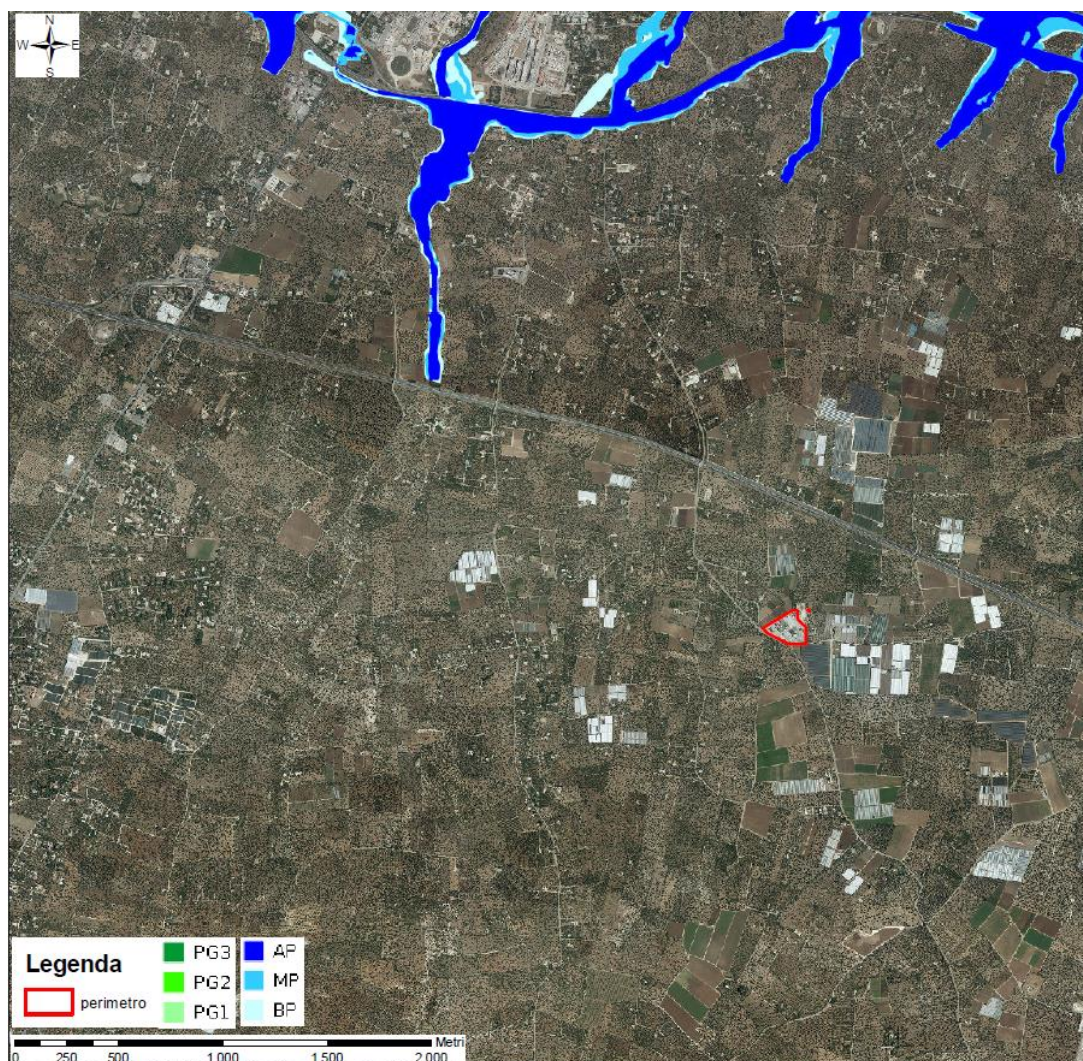 N
W E
S
Legenda
perimetro
PG3
PG2
PG1
AP
MP
BP
Metri
0 250 500 1.000 1.500 2.000